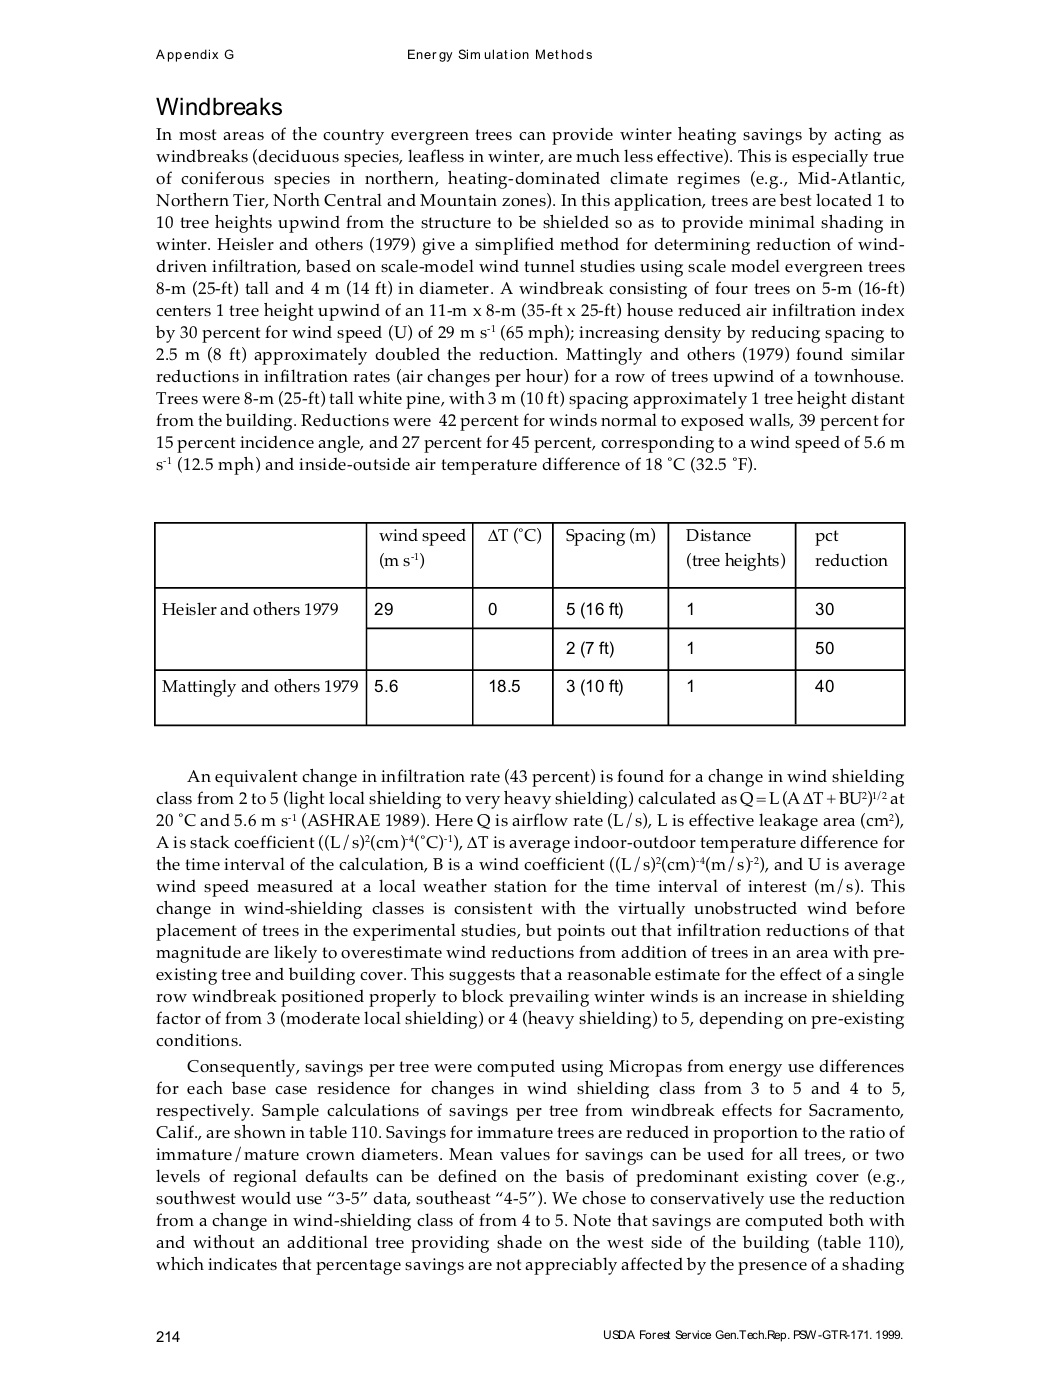 Appendix G Energy Simulation Methods
Windbreaks
In most areas of the country evergreen trees can provide winter heating savings by acting as
windbreaks (deciduous species, leafless in winter, are much less effective). This is especially true
of coniferous species in northern, heating-dominated climate regimes (e.g., Mid-Atlantic,
Northern Tier, North Central and Mountain zones). In this application, trees are best located 1 to
10 tree heights upwind from the structure to be shielded so as to provide minimal shading in
winter. Heisler and others (1979) give a simplified method for determining reduction of wind-
driven infiltration, based on scale-model wind tunnel studies using scale model evergreen trees
8-m (25-ft) tall and 4 m (14 ft) in diameter. A windbreak consisting of four trees on 5-m (16-ft)
centers 1 tree height upwind of an 11-m x 8-m (35-ft x 25-ft) house reduced air infiltration index
by 30 percent for wind speed (U) of 29 m s⁻¹ (65 mph); increasing density by reducing spacing to
2.5 m (8 ft) approximately doubled the reduction. Mattingly and others (1979) found similar
reductions in infiltration rates (air changes per hour) for a row of trees upwind of a townhouse.
Trees were 8-m (25-ft) tall white pine, with 3 m (10 ft) spacing approximately 1 tree height distant
from the building. Reductions were 42 percent for winds normal to exposed walls, 39 percent for
15 percent incidence angle, and 27 percent for 45 percent, corresponding to a wind speed of 5.6 m
s⁻¹ (12.5 mph) and inside-outside air temperature difference of 18 ˚C (32.5 ˚F).
wind speed ΔT (˚C) Spacing (m) Distance pct
(m s⁻¹) (tree heights) reduction
Heisler and others 1979 29 0 5 (16 ft) 1 30
2 (7 ft) 1 50
Mattingly and others 1979 5.6 18.5 3 (10 ft) 1 40
An equivalent change in infiltration rate (43 percent) is found for a change in wind shielding
class from 2 to 5 (light local shielding to very heavy shielding) calculated as Q = L (A ΔT + BU²)¹/² at
20 ˚C and 5.6 m s⁻¹ (ASHRAE 1989). Here Q is airflow rate (L/s), L is effective leakage area (cm²),
A is stack coefficient ((L/s)²(cm)⁻⁴(˚C)⁻¹), ΔT is average indoor-outdoor temperature difference for
the time interval of the calculation, B is a wind coefficient ((L/s)²(cm)⁻⁴(m/s)⁻²), and U is average
wind speed measured at a local weather station for the time interval of interest (m/s). This
change in wind-shielding classes is consistent with the virtually unobstructed wind before
placement of trees in the experimental studies, but points out that infiltration reductions of that
magnitude are likely to overestimate wind reductions from addition of trees in an area with pre-
existing tree and building cover. This suggests that a reasonable estimate for the effect of a single
row windbreak positioned properly to block prevailing winter winds is an increase in shielding
factor of from 3 (moderate local shielding) or 4 (heavy shielding) to 5, depending on pre-existing
conditions.
Consequently, savings per tree were computed using Micropas from energy use differences
for each base case residence for changes in wind shielding class from 3 to 5 and 4 to 5,
respectively. Sample calculations of savings per tree from windbreak effects for Sacramento,
Calif., are shown in table 110. Savings for immature trees are reduced in proportion to the ratio of
immature/mature crown diameters. Mean values for savings can be used for all trees, or two
levels of regional defaults can be defined on the basis of predominant existing cover (e.g.,
southwest would use “3-5” data, southeast “4-5”). We chose to conservatively use the reduction
from a change in wind-shielding class of from 4 to 5. Note that savings are computed both with
and without an additional tree providing shade on the west side of the building (table 110),
which indicates that percentage savings are not appreciably affected by the presence of a shading
214 USDA Forest Service Gen.Tech.Rep. PSW-GTR-171. 1999.